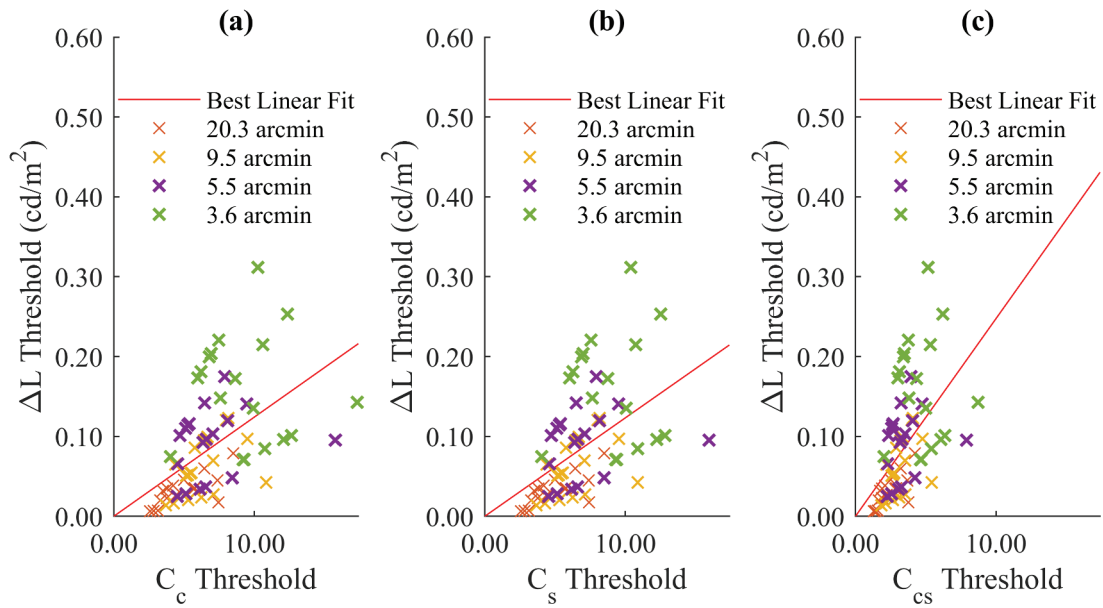 (a)
0.60
0.50
0.40
0.30
0.20
0.10
0.00
ΔL Threshold (cd/m²)
Best Linear Fit
20.3 arcmin
9.5 arcmin
5.5 arcmin
3.6 arcmin
0.00 10.00
C_c Threshold
(b)
0.60
0.50
0.40
0.30
0.20
0.10
0.00
ΔL Threshold (cd/m²)
Best Linear Fit
20.3 arcmin
9.5 arcmin
5.5 arcmin
3.6 arcmin
0.00 10.00
C_s Threshold
(c)
0.60
0.50
0.40
0.30
0.20
0.10
0.00
ΔL Threshold (cd/m²)
Best Linear Fit
20.3 arcmin
9.5 arcmin
5.5 arcmin
3.6 arcmin
0.00 10.00
C_cs Threshold